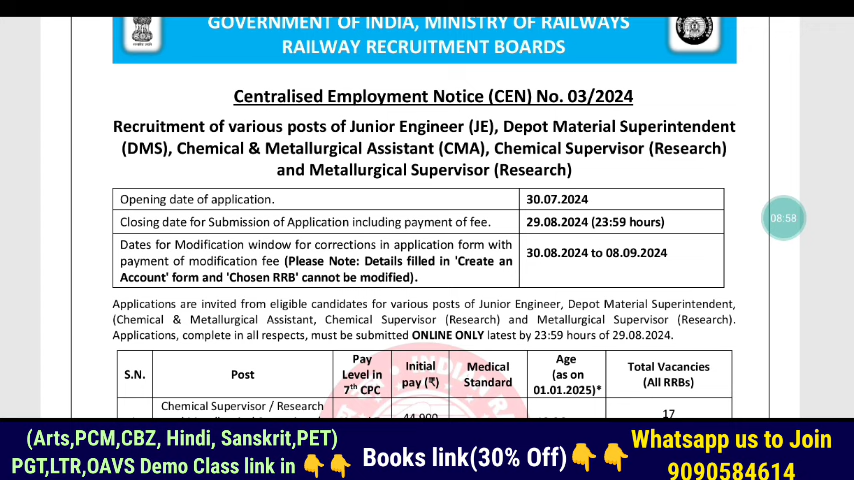 GOVERNMENT OF INDIA, MINISTRY OF RAILWAYS
RAILWAY RECRUITMENT BOARDS
Centralised Employment Notice (CEN) No. 03/2024
Recruitment of various posts of Junior Engineer (JE), Depot Material Superintendent
(DMS), Chemical & Metallurgical Assistant (CMA), Chemical Supervisor (Research)
and Metallurgical Supervisor (Research)
Opening date of application. 30.07.2024
Closing date for Submission of Application including payment of fee. 29.08.2024 (23:59 hours)
Dates for Modification window for corrections in application form with
payment of modification fee (Please Note: Details filled in 'Create an
Account' form and 'Chosen RRB' cannot be modified).
30.08.2024 to 08.09.2024
08:58
Applications are invited from eligible candidates for various posts of Junior Engineer, Depot Material Superintendent,
(Chemical & Metallurgical Assistant, Chemical Supervisor (Research) and Metallurgical Supervisor (Research).
Applications, complete in all respects, must be submitted ONLINE ONLY latest by 23:59 hours of 29.08.2024.
S.N. Post Pay Level in 7th CPC Initial pay (₹) Medical Standard Age (as on 01.01.2025)* Total Vacancies (All RRBs)
Chemical Supervisor / Research
44,900
17
(Arts,PCM,CBZ, Hindi, Sanskrit,PET)
PGT,LTR,OAVS Demo Class link in 👇👇
Books link(30% Off)👇👇
Whatsapp us to Join
9090584614